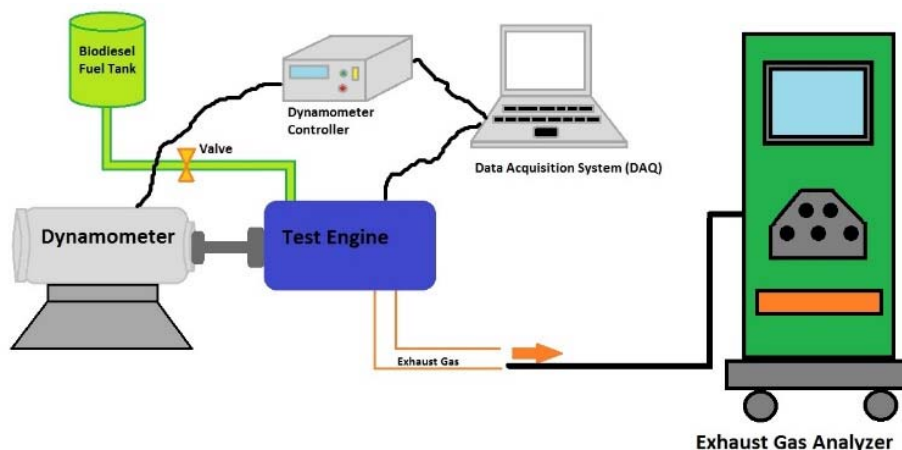 Biodiesel
Fuel Tank
Dynamometer
Controller
Valve
Data Acquisition System (DAQ)
Dynamometer
Test Engine
Exhaust Gas
Exhaust Gas Analyzer